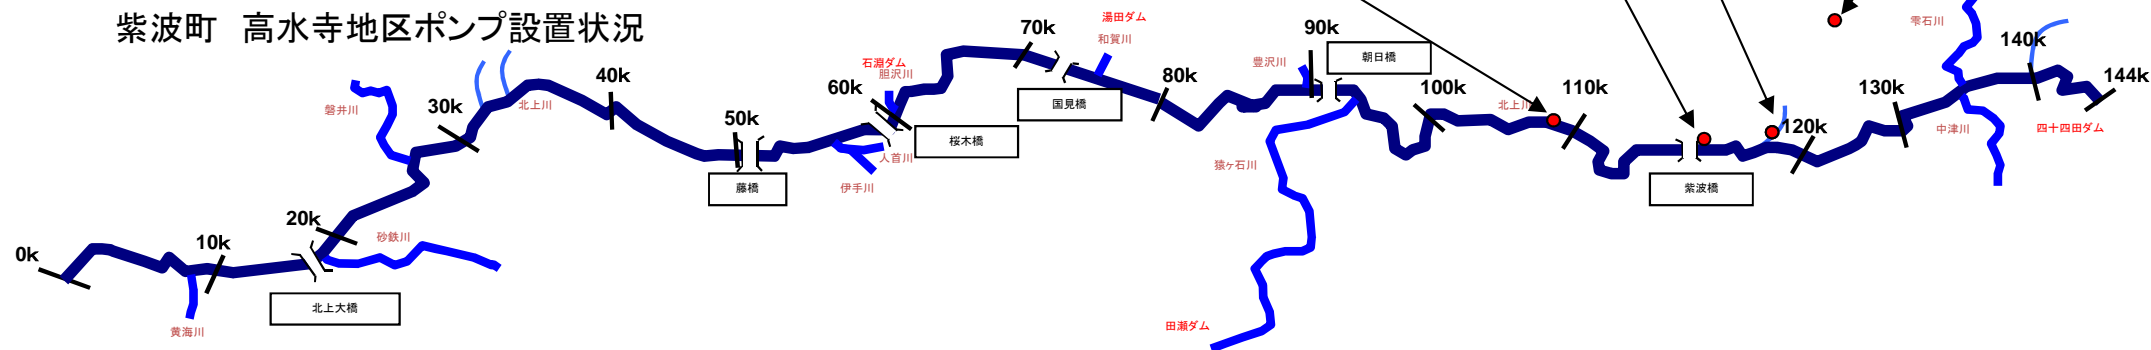 紫波町　高水寺地区ポンプ設置状況
湯田ダム
和賀川
70k
90k
朝日橋
雫石川
140k
144k
石淵ダム
胆沢川
豊沢川
40k
60k
80k
100k
110k
130k
国見橋
北上川
30k
北上川
磐井川
50k
120k
中津川
四十四田ダム
桜木橋
人首川
伊手川
藤橋
猿ヶ石川
紫波橋
20k
砂鉄川
10k
0k
北上大橋
黄海川
田瀬ダム